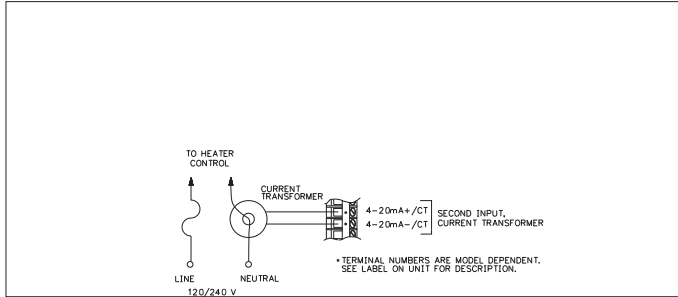 TO HEATER
CONTROL
CURRENT
TRANSFORMER
4-20mA+/CT
4-20mA-/CT
SECOND INPUT,
CURRENT TRANSFORMER
* TERMINAL NUMBERS ARE MODEL DEPENDENT.
SEE LABEL ON UNIT FOR DESCRIPTION.
LINE
NEUTRAL
120/240 V